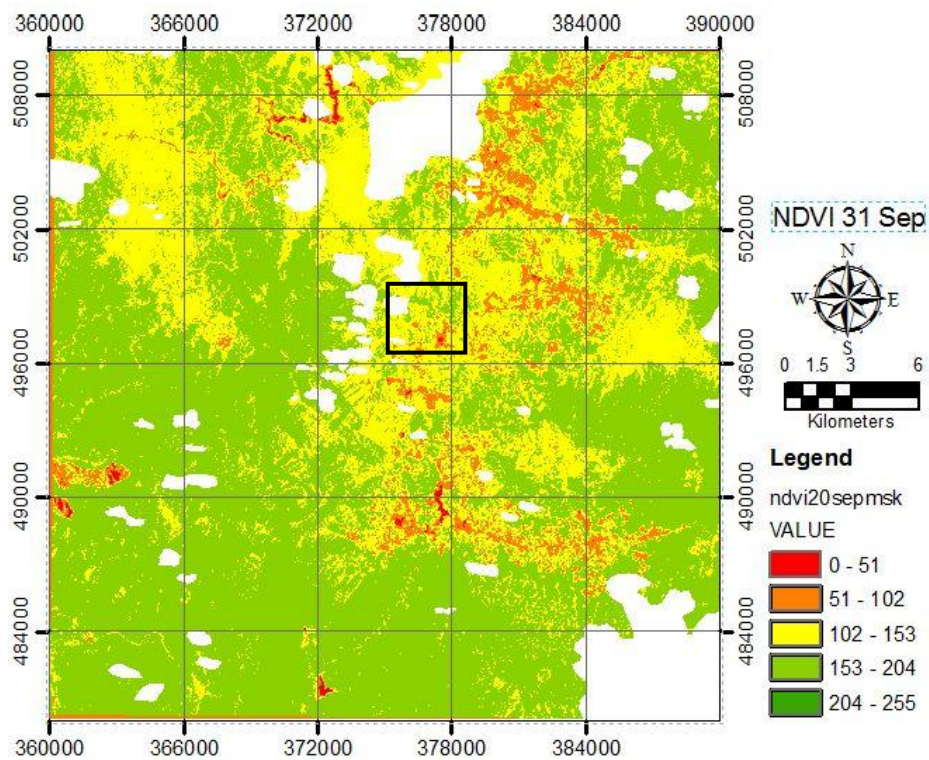 360000 366000 372000 378000 384000 390000
508000 508000
502000 502000
496000 496000
490000 490000
484000 484000
360000 366000 372000 378000 384000 390000
NDVI 31 Sep
N
W E
S
0 1.5 3 6
Kilometers
Legend
ndvi20sepmsk
VALUE
0 - 51
51 - 102
102 - 153
153 - 204
204 - 255